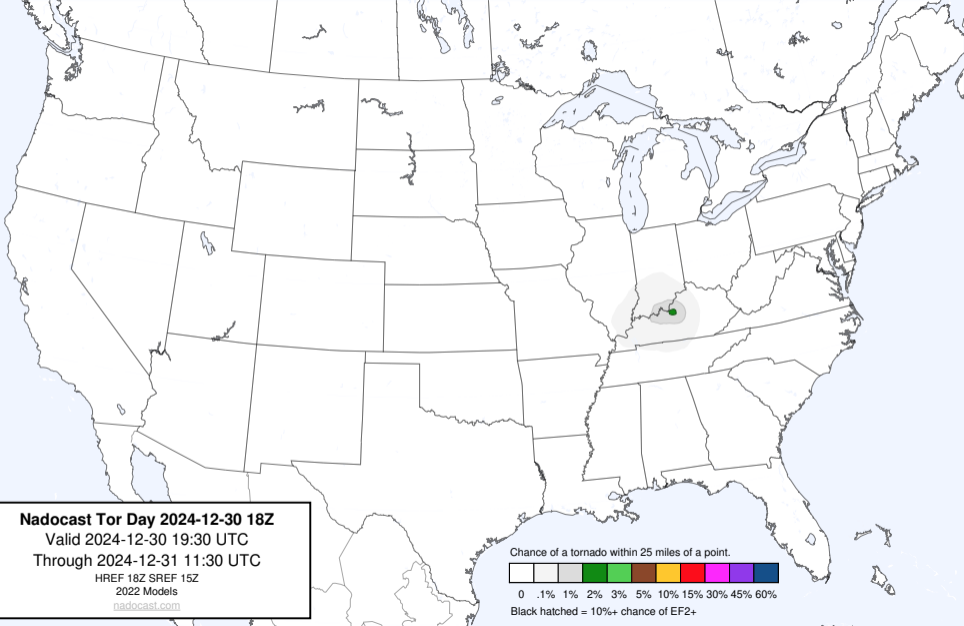 Nadocast Tor Day 2024-12-30 18Z
Valid 2024-12-30 19:30 UTC
Through 2024-12-31 11:30 UTC
HREF 18Z SREF 15Z
2022 Models
nadocast.com
Chance of a tornado within 25 miles of a point.
0 .1% 1% 2% 3% 5% 10% 15% 30% 45% 60%
Black hatched = 10%+ chance of EF2+